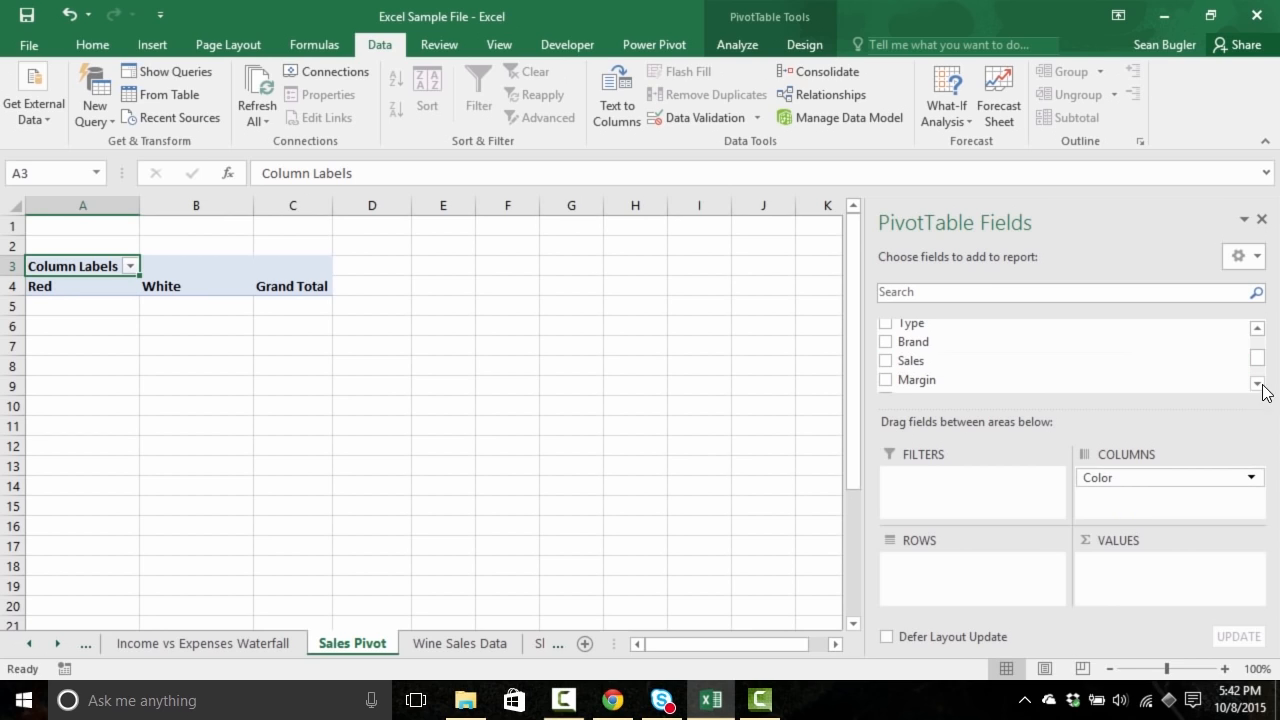 Excel Sample File - Excel
PivotTable Tools
File Home Insert Page Layout Formulas Data Review View Developer Power Pivot Analyze Design Tell me what you want to do... Sean Bugler Share
Get External Data
New Query
Show Queries
From Table
Recent Sources
Get & Transform
Refresh All
Connections
Properties
Edit Links
Connections
Sort
Filter
Clear
Reapply
Advanced
Sort & Filter
Text to Columns
Flash Fill
Remove Duplicates
Data Validation
Consolidate
Relationships
Manage Data Model
Data Tools
What-If Analysis
Forecast Sheet
Forecast
Group
Ungroup
Subtotal
Outline
A3 fx Column Labels
A B C D E F G H I J K
1
2
3 Column Labels
4 Red White Grand Total
5
6
7
8
9
10
11
12
13
14
15
16
17
18
19
20
21
PivotTable Fields
Choose fields to add to report:
Search
Type
Brand
Sales
Margin
Drag fields between areas below:
FILTERS
COLUMNS
Color
ROWS
Σ VALUES
Defer Layout Update UPDATE
... Income vs Expenses Waterfall Sales Pivot Wine Sales Data Sl ...
Ready 100%
Ask me anything
5:42 PM
10/8/2015